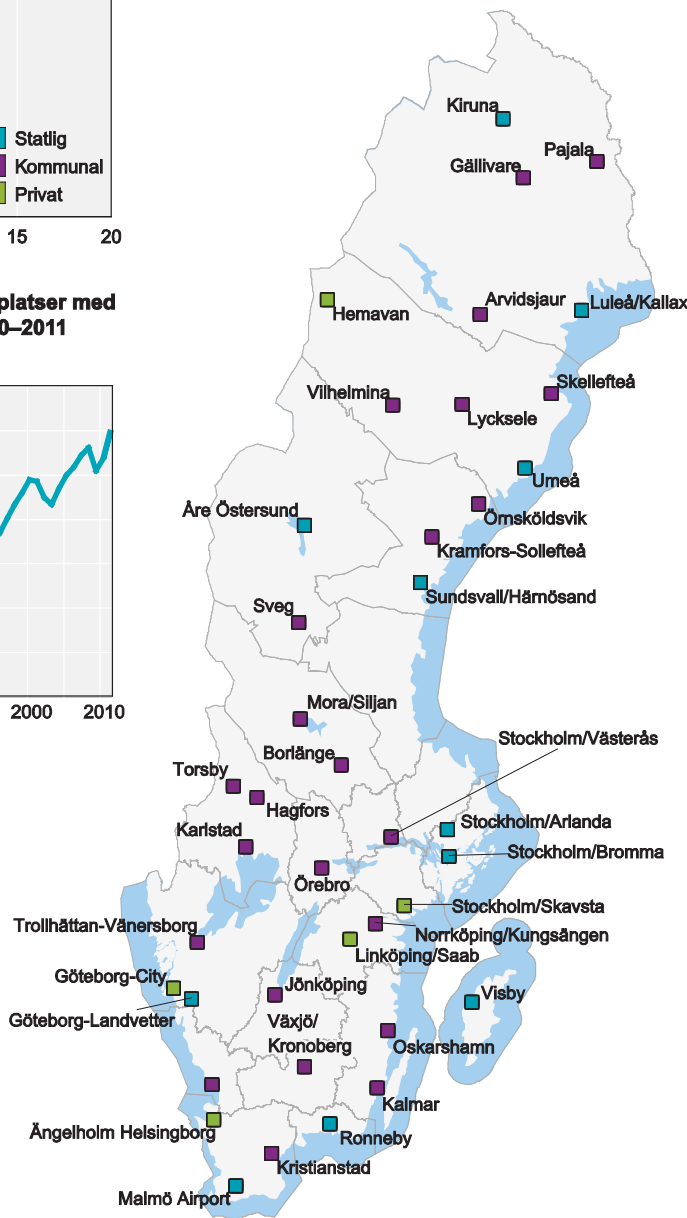 Statlig
Kommunal
Privat
15
20
platser med
0–2011
2000
2010
Kiruna
Pajala
Gällivare
Hemavan
Arvidsjaur
Luleå/Kallax
Vilhelmina
Skellefteå
Lycksele
Umeå
Åre Östersund
Örnsköldsvik
Kramfors-Sollefteå
Sundsvall/Härnösand
Sveg
Mora/Siljan
Stockholm/Västerås
Borlänge
Torsby
Hagfors
Karlstad
Stockholm/Arlanda
Stockholm/Bromma
Örebro
Stockholm/Skavsta
Trollhättan-Vänersborg
Norrköping/Kungsängen
Linköping/Saab
Göteborg-City
Jönköping
Visby
Göteborg-Landvetter
Växjö/
Kronoberg
Oskarshamn
Kalmar
Ängelholm Helsingborg
Ronneby
Kristianstad
Malmö Airport